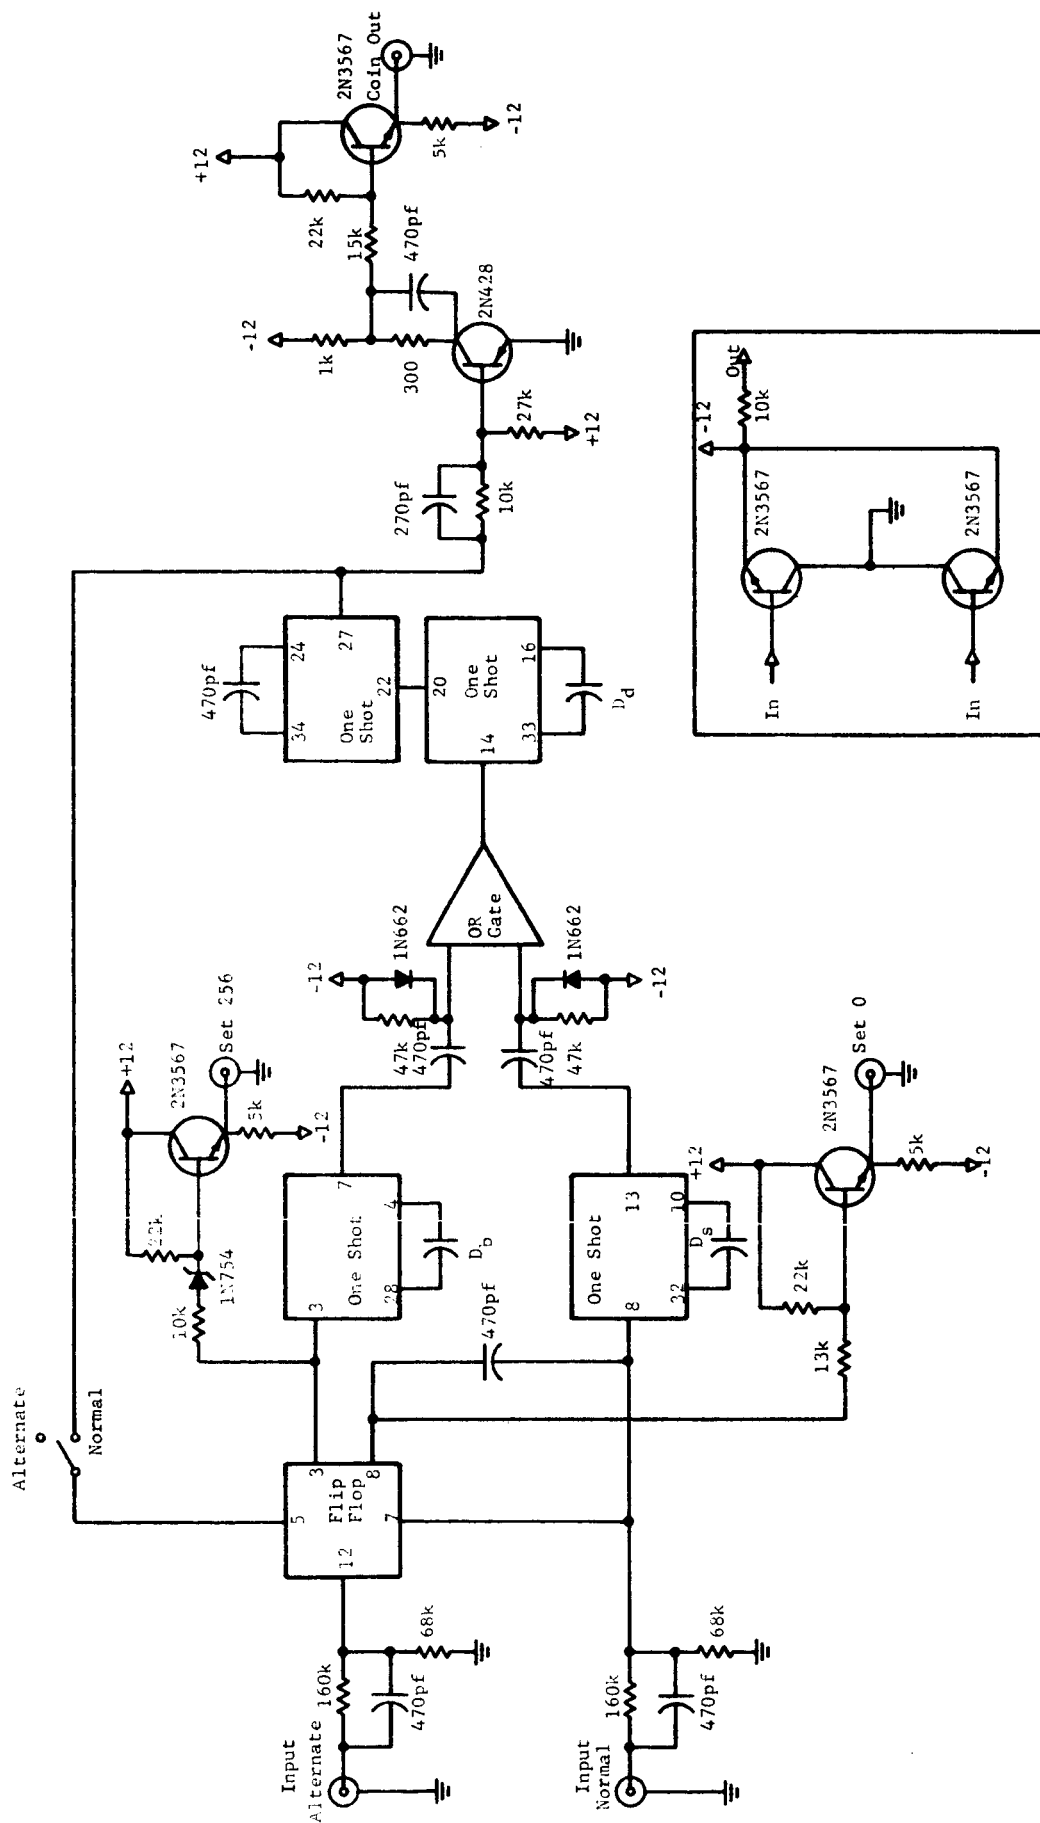 Alternate
Normal
+12
2N3567
Set 256
5k
-12
22k
1N754
10k
5
3
Flip
Flop
8
12
7
3
7
One Shot
28
4
D_b
470pf
Input
Alternate
160k
470pf
68k
Input
Normal
160k
470pf
68k
8
13
One Shot
32
10
D_s
+12
22k
13k
2N3567
Set 0
5k
-12
-12
1N662
47k
470pf
OR
Gate
470pf
47k
1N662
-12
34
24
470pf
One
Shot
27
22
20
One
Shot
14
33
16
D_d
270pf
10k
27k
+12
2N428
-12
1k
300
470pf
15k
22k
+12
2N3567
Coin Out
5k
-12
In
In
2N3567
2N3567
-12
10k
Out